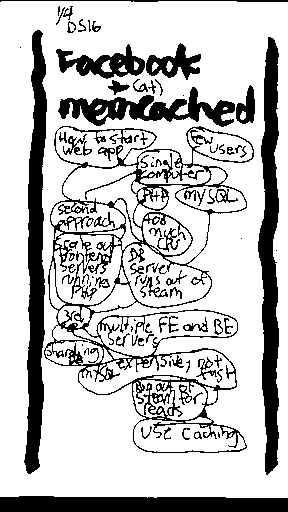 1/4
DS16
Facebook
+ (at)
memcached
How to start
web app
few
users
single
computer
PHP
MySQL
too
much
CPU
second
approach
scale out
frontend
servers
running
PHP
DB
server
runs out of
steam
3rd
multiple FE and BE
servers
sharding
DB
MySQL expensive, not
fast
run out of
steam for
reads
USE caching